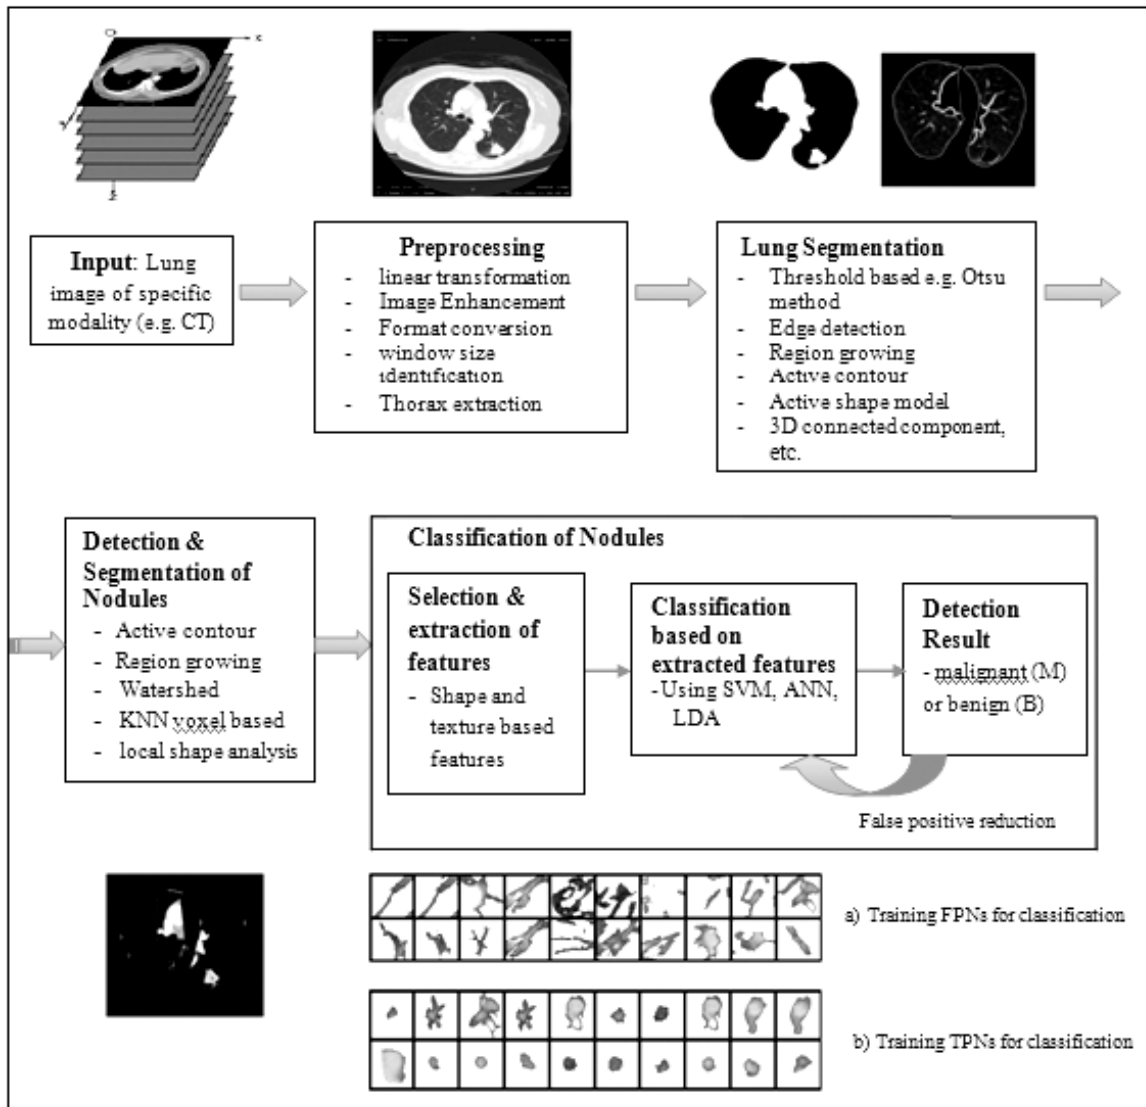 Input: Lung
image of specific
modality (e.g. CT)
Preprocessing
- linear transformation
- Image Enhancement
- Format conversion
- window size
identification
- Thorax extraction
Lung Segmentation
- Threshold based e.g. Otsu
method
- Edge detection
- Region growing
- Active contour
- Active shape model
- 3D connected component,
etc.
Detection &
Segmentation of
Nodules
- Active contour
- Region growing
- Watershed
- KNN voxel based
- local shape analysis
Classification of Nodules
Selection &
extraction of
features
- Shape and
texture based
features
Classification
based on
extracted features
-Using SVM, ANN,
LDA
Detection
Result
- malignant (M)
or benign (B)
False positive reduction
a) Training FPNs for classification
b) Training TPNs for classification